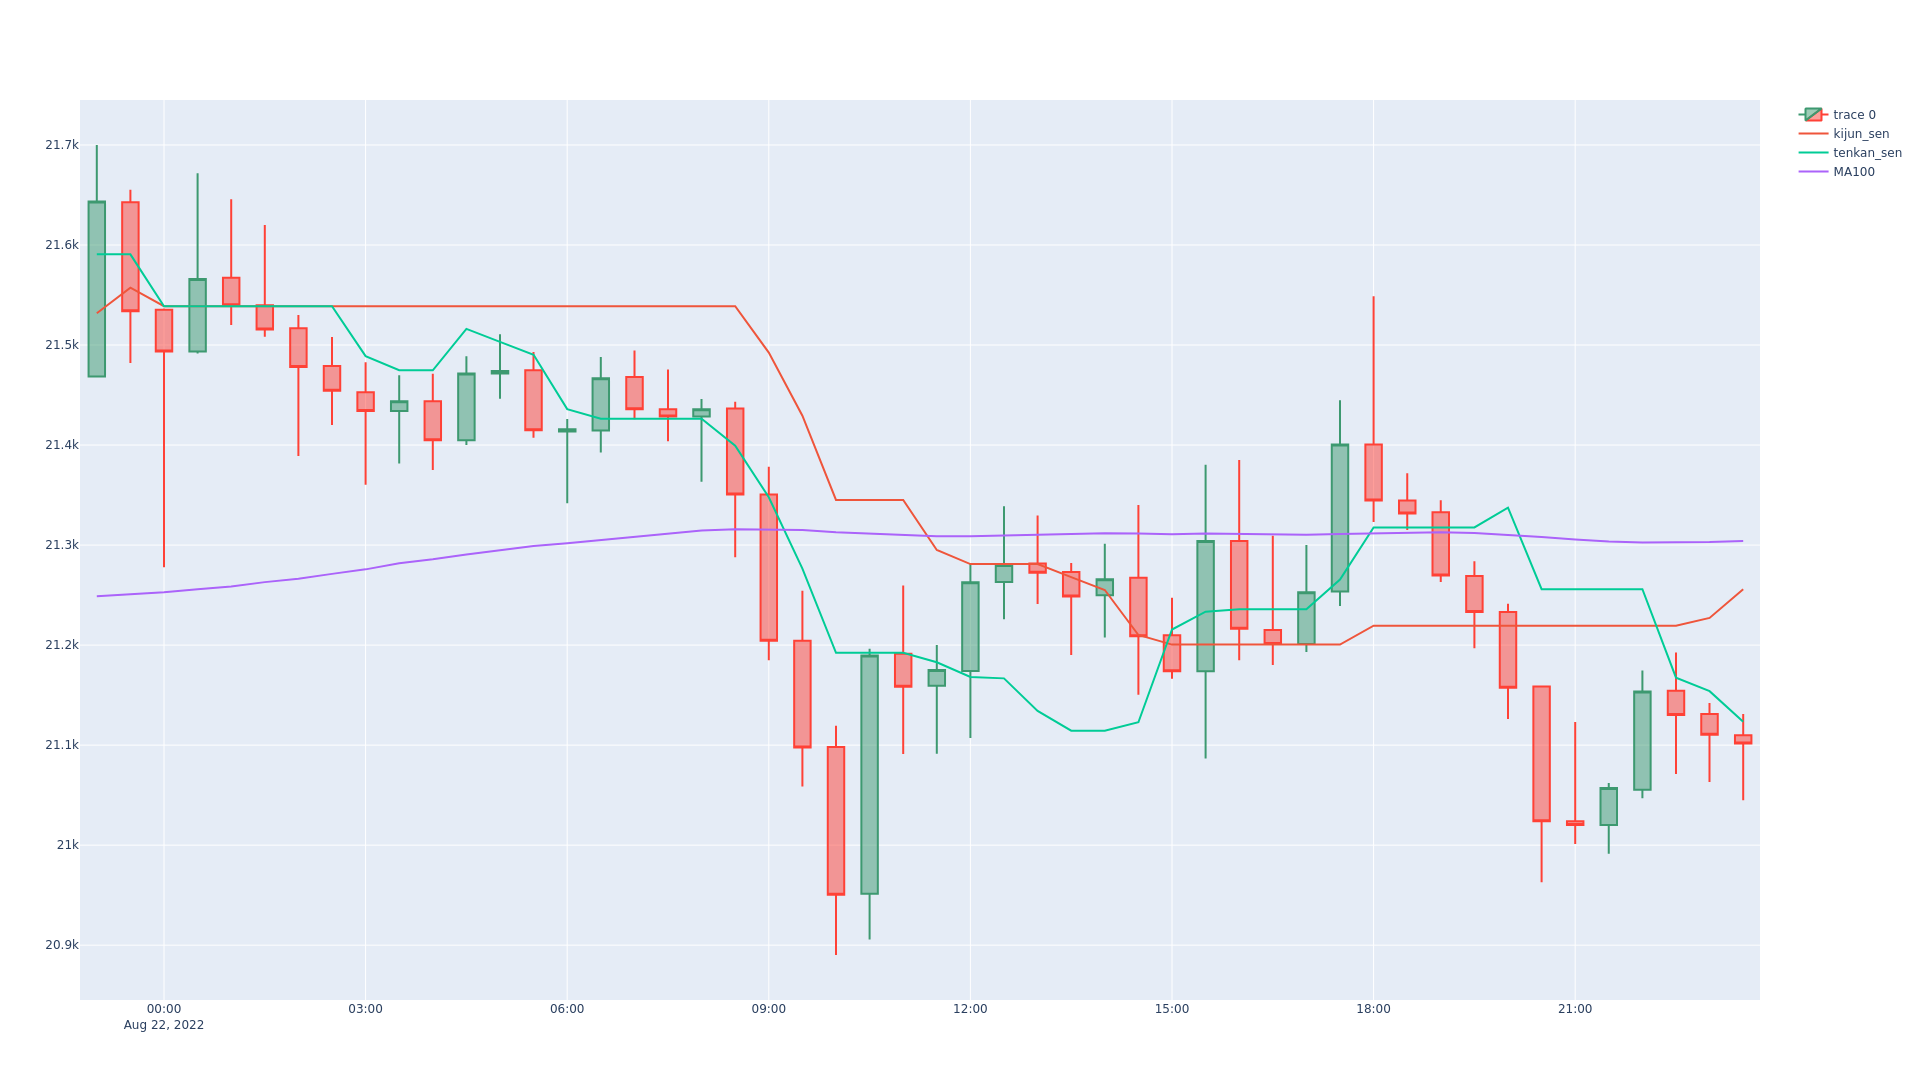 21.7k
21.6k
21.5k
21.4k
21.3k
21.2k
21.1k
21k
20.9k
00:00
Aug 22, 2022
03:00
06:00
09:00
12:00
15:00
18:00
21:00
trace 0
kijun_sen
tenkan_sen
MA100